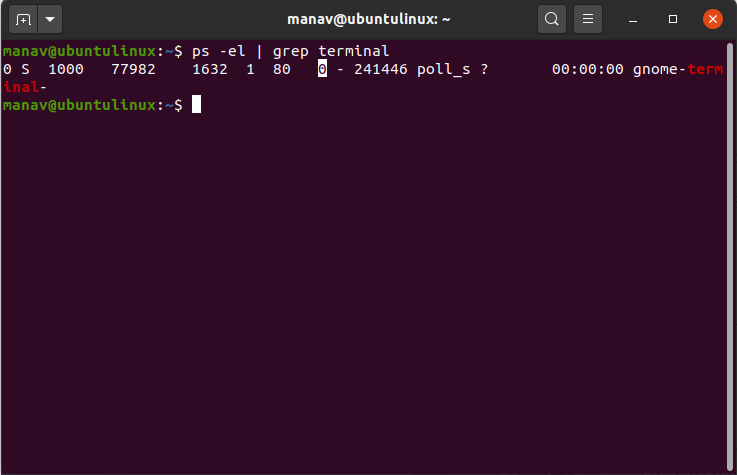 manav@ubuntulinux: ~
manav@ubuntulinux:~$ ps -el | grep terminal
0 S  1000   77982    1632  1  80   0 - 241446 poll_s ?       00:00:00 gnome-term
inal-
manav@ubuntulinux:~$